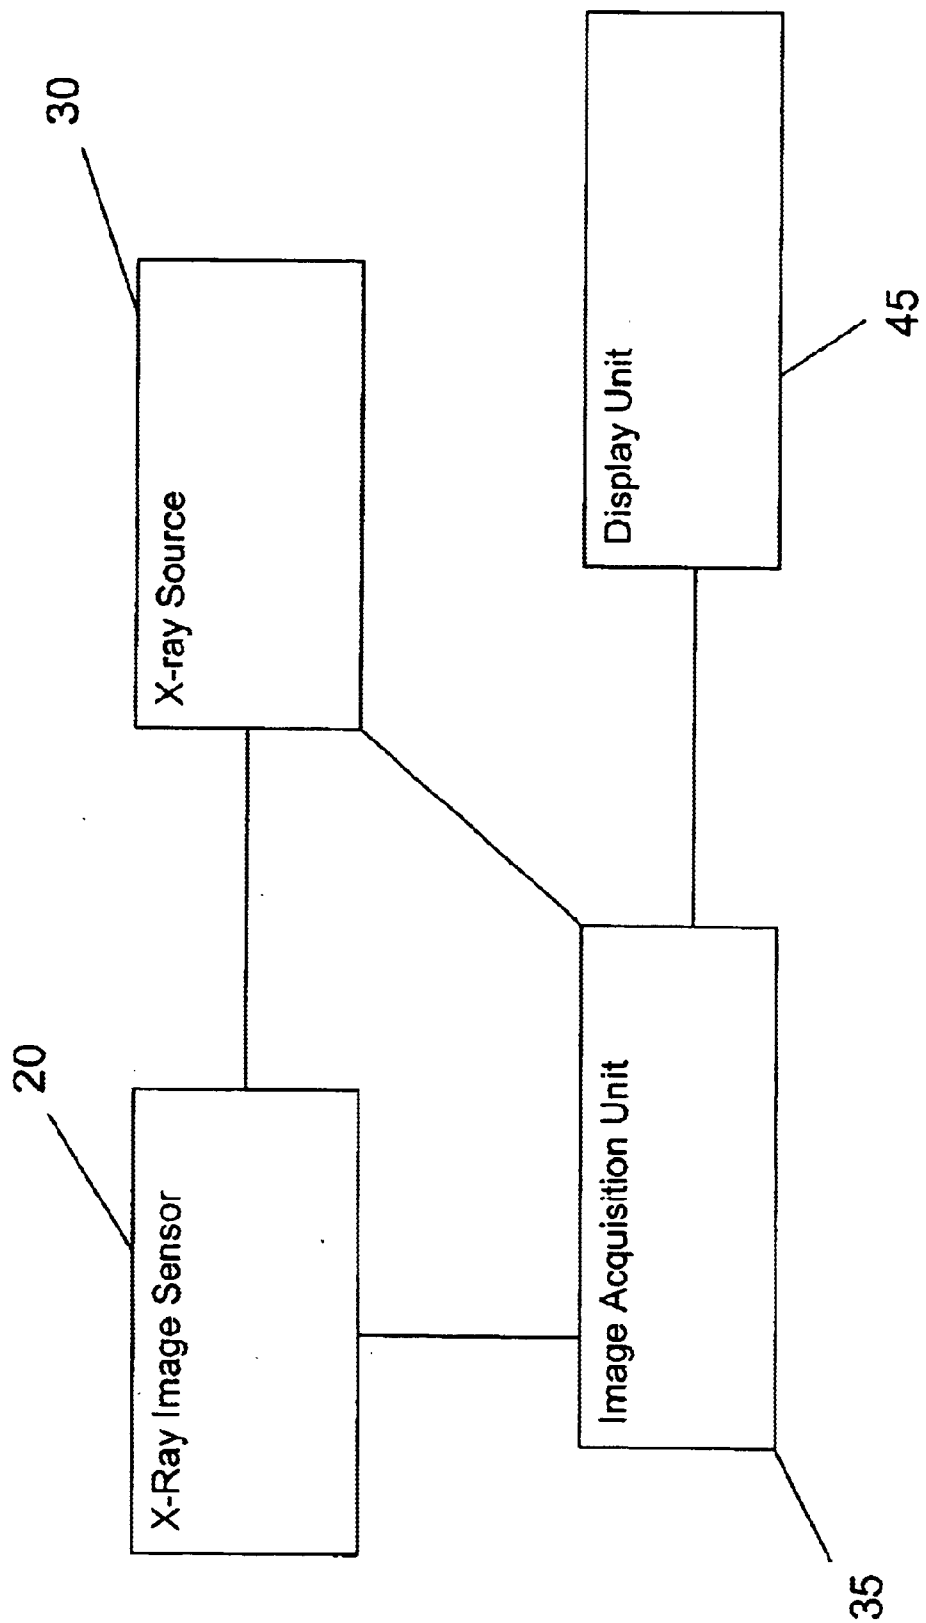 20
30
X-Ray Image Sensor
X-ray Source
Image Acquisition Unit
Display Unit
35
45